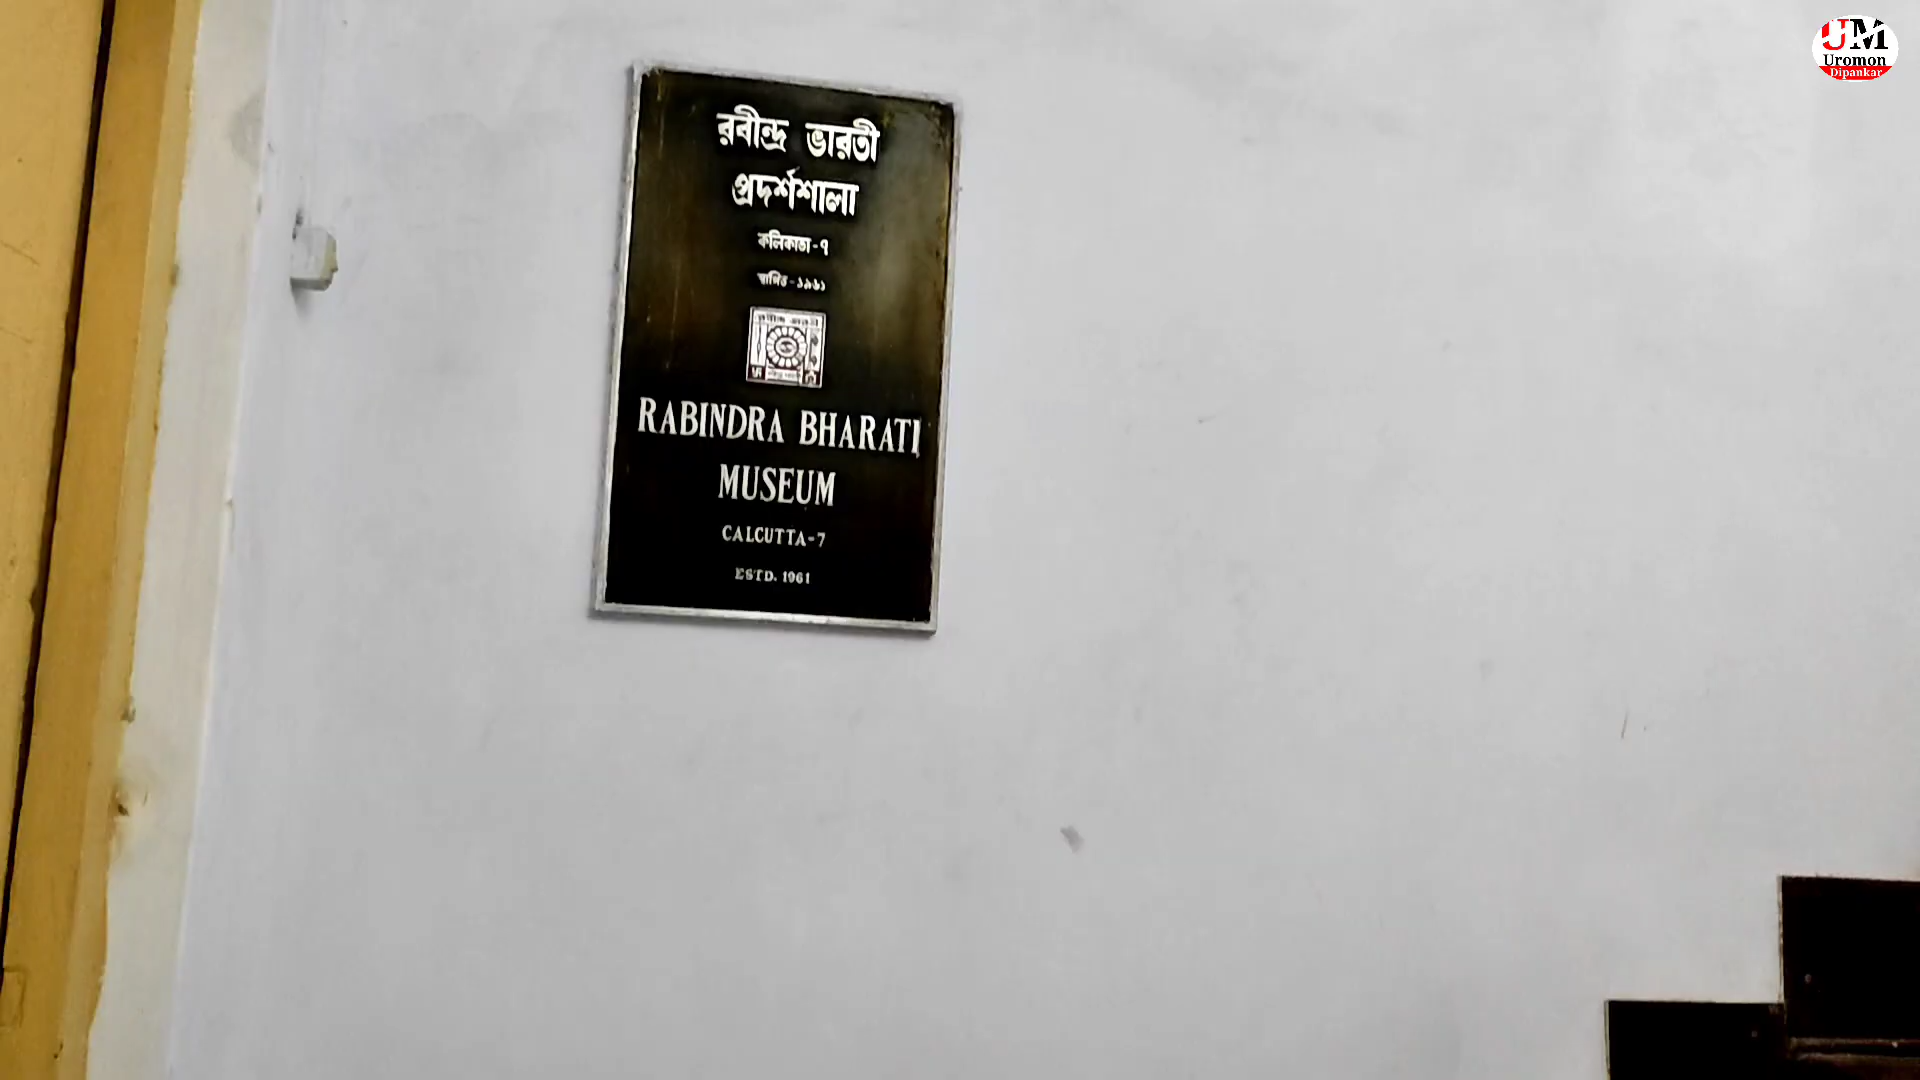 রবীন্দ্র ভারতী
প্রদর্শশালা
কলিকাতা - ৭
স্থাপিত - ১৯৬১
RABINDRA BHARATI
MUSEUM
CALCUTTA-7
ESTD. 1961
UM
Uromon
Dipankar